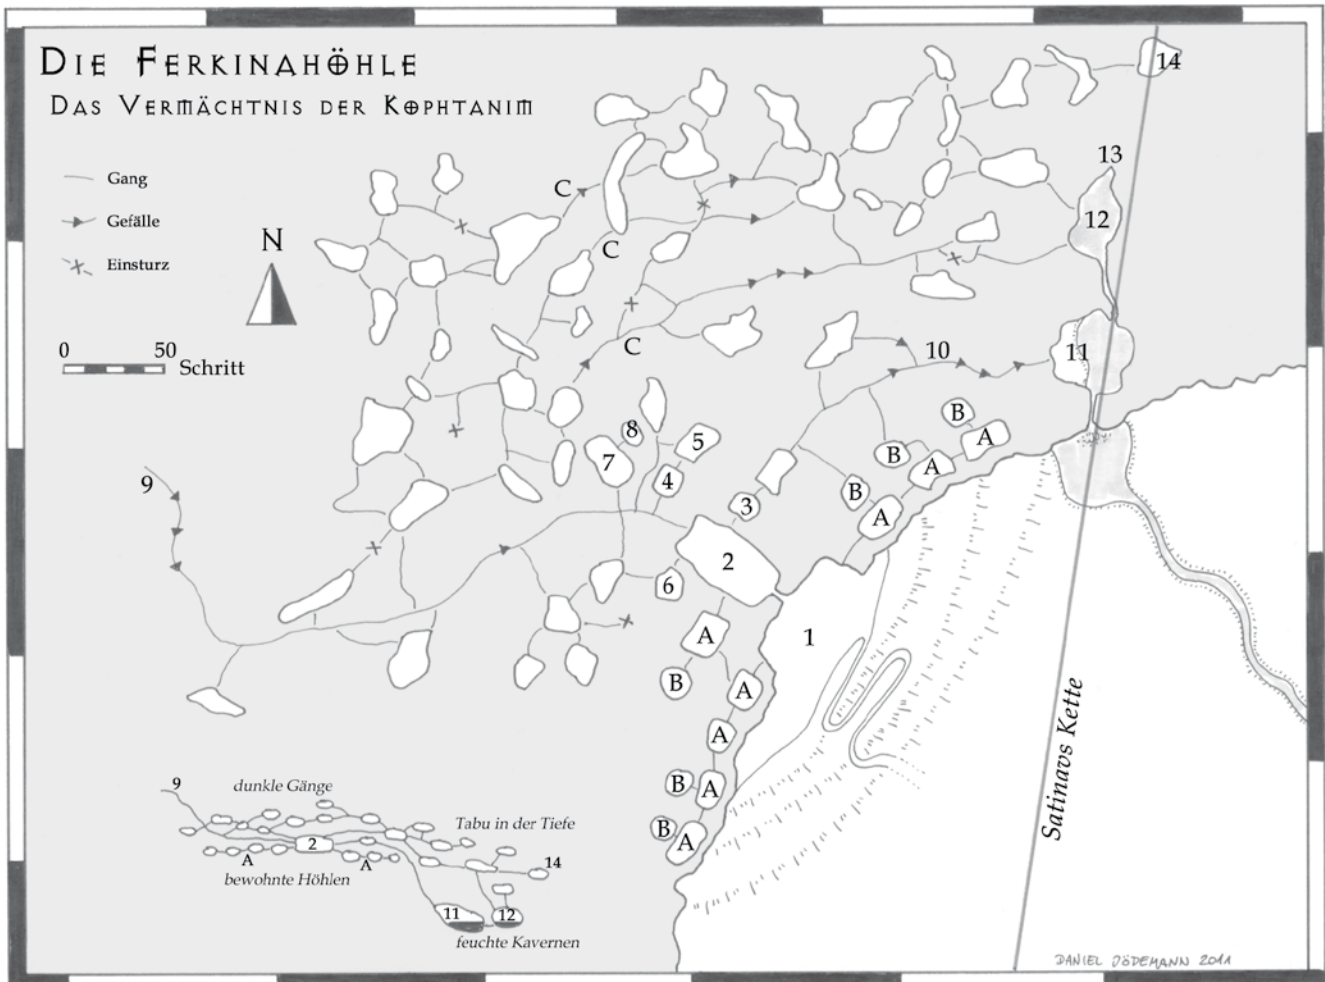 DIE FERKINAHÖHLE
DAS VERMÄCHTNIS DER KOPHTANIM
Gang
Gefälle
Einsturz
N
0 50
Schritt
14
13
12
C
C
C
10
11
B
A
B
A
B
A
8
5
7
4
3
9
2
6
A
B
1
A
A
B
A
B
A
Satinavs Kette
9
dunkle Gänge
Tabu in der Tiefe
2
14
A
A
bewohnte Höhlen
11
12
feuchte Kavernen
DANIEL JÖDEMANN 2011